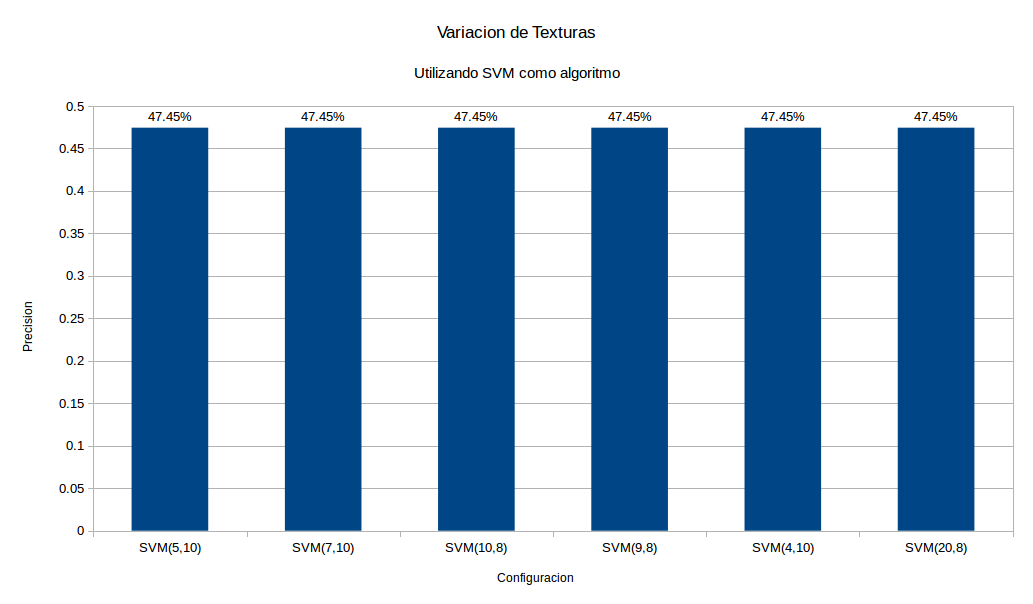 Variacion de Texturas
Utilizando SVM como algoritmo
0.5
0.45
0.4
0.35
0.3
0.25
0.2
0.15
0.1
0.05
0
Precision
47.45% 47.45% 47.45% 47.45% 47.45% 47.45%
SVM(5,10) SVM(7,10) SVM(10,8) SVM(9,8) SVM(4,10) SVM(20,8)
Configuracion